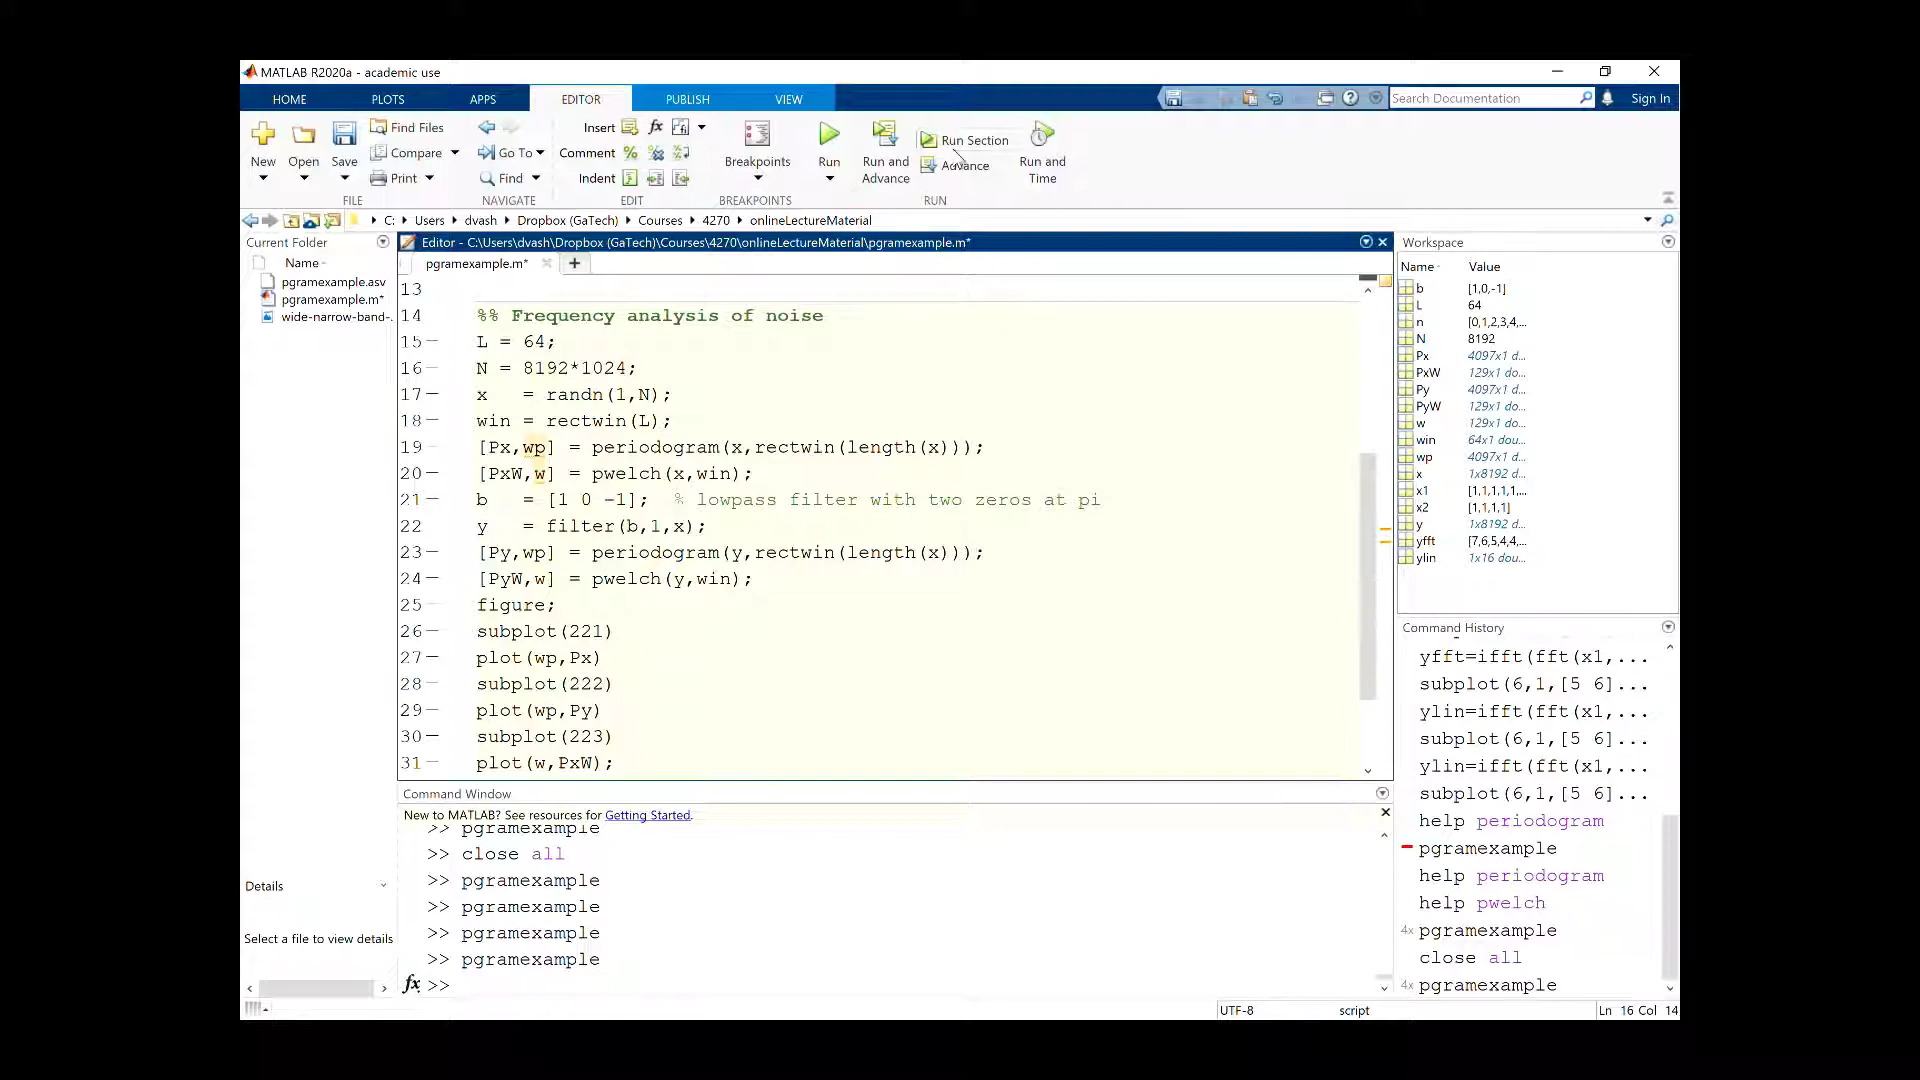 MATLAB R2020a - academic use
HOME PLOTS APPS EDITOR PUBLISH VIEW
Search Documentation
Sign In
New
Open
Save
Find Files
Compare
Print
FILE
Go To
Find
NAVIGATE
Insert
fx
Comment
Indent
EDIT
Breakpoints
BREAKPOINTS
Run
Run and Advance
Run Section
Advance
Run and Time
RUN
C: Users dvash Dropbox (GaTech) Courses 4270 onlineLectureMaterial
Current Folder
Name
pgramexample.asv
pgramexample.m*
wide-narrow-band-.
Details
Select a file to view details
Editor - C:\Users\dvash\Dropbox (GaTech)\Courses\4270\onlineLectureMaterial\pgramexample.m*
pgramexample.m*
13
14 %% Frequency analysis of noise
15 L = 64;
16 N = 8192*1024;
17 x = randn(1,N);
18 win = rectwin(L);
19 [Px,wp] = periodogram(x,rectwin(length(x)));
20 [PxW,w] = pwelch(x,win);
21 b = [1 0 -1]; % lowpass filter with two zeros at pi
22 y = filter(b,1,x);
23 [Py,wp] = periodogram(y,rectwin(length(x)));
24 [PyW,w] = pwelch(y,win);
25 figure;
26 subplot(221)
27 plot(wp,Px)
28 subplot(222)
29 plot(wp,Py)
30 subplot(223)
31 plot(w,PxW);
Command Window
New to MATLAB? See resources for Getting Started.
>> pgramexample
>> close all
>> pgramexample
>> pgramexample
>> pgramexample
>> pgramexample
fx >>
Workspace
Name Value
b [1,0,-1]
L 64
n [0,1,2,3,4,...
N 8192
Px 4097x1 d...
PxW 129x1 do...
Py 4097x1 d...
PyW 129x1 do...
w 129x1 do...
win 64x1 dou...
wp 4097x1 d...
x 1x8192 d...
x1 [1,1,1,1,1,...
x2 [1,1,1,1]
y 1x8192 d...
yfft [7,6,5,4,4,...
ylin 1x16 dou...
Command History
yfft=ifft(fft(x1,...
subplot(6,1,[5 6]...
ylin=ifft(fft(x1,...
subplot(6,1,[5 6]...
ylin=ifft(fft(x1,...
subplot(6,1,[5 6]...
help periodogram
pgramexample
help periodogram
help pwelch
4x pgramexample
close all
4x pgramexample
UTF-8 script Ln 16 Col 14